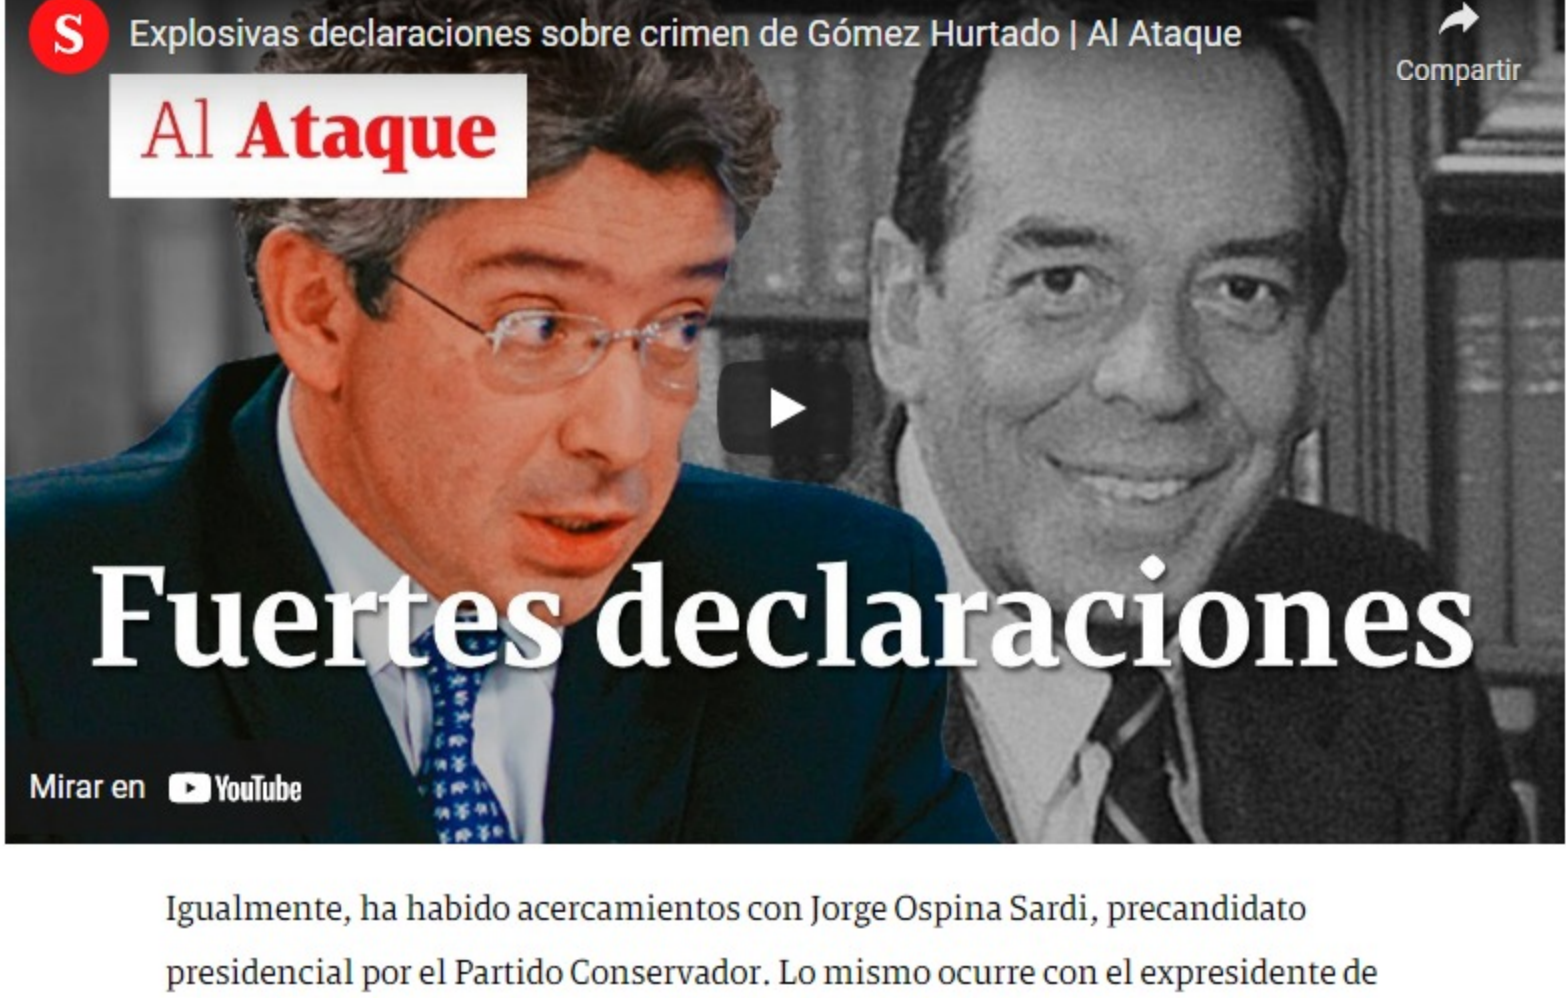 S Explosivas declaraciones sobre crimen de Gómez Hurtado | Al Ataque
Compartir
Al Ataque
Fuertes declaraciones
Mirar en YouTube
Igualmente, ha habido acercamientos con Jorge Ospina Sardi, precandidato
presidencial por el Partido Conservador. Lo mismo ocurre con el expresidente de